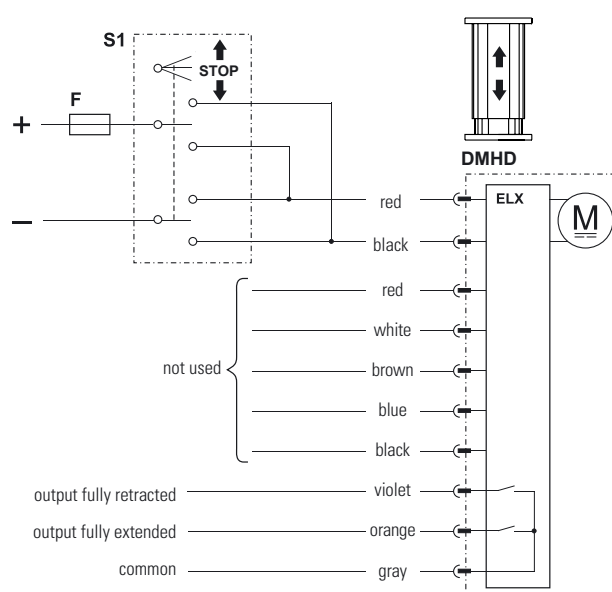 S1
STOP
F
+
–
DMHD
ELX
M
red
black
red
white
not used
brown
blue
black
output fully retracted
violet
output fully extended
orange
common
gray